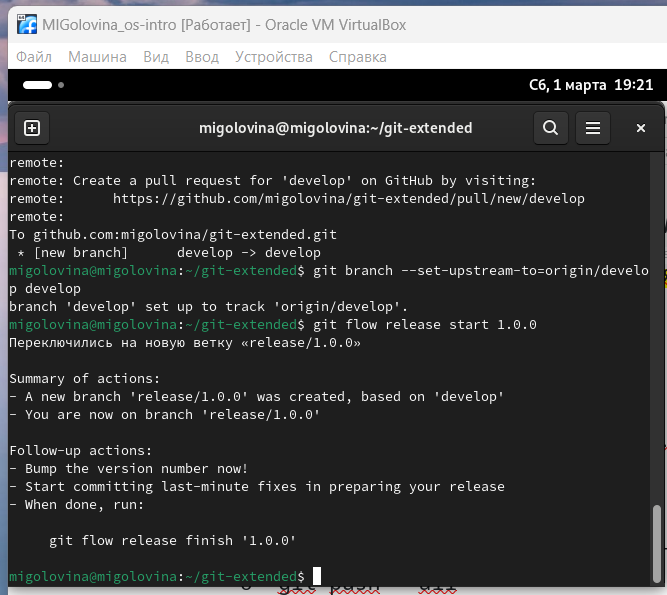 MIGolovina_os-intro [Работает] - Oracle VM VirtualBox
Файл Машина Вид Ввод Устройства Справка
Сб, 1 марта 19:21
migolovina@migolovina:~/git-extended
remote:
remote: Create a pull request for 'develop' on GitHub by visiting:
remote:      https://github.com/migolovina/git-extended/pull/new/develop
remote:
To github.com:migolovina/git-extended.git
 * [new branch]      develop -> develop
migolovina@migolovina:~/git-extended$ git branch --set-upstream-to=origin/develo
p develop
branch 'develop' set up to track 'origin/develop'.
migolovina@migolovina:~/git-extended$ git flow release start 1.0.0
Переключились на новую ветку «release/1.0.0»
Summary of actions:
- A new branch 'release/1.0.0' was created, based on 'develop'
- You are now on branch 'release/1.0.0'
Follow-up actions:
- Bump the version number now!
- Start committing last-minute fixes in preparing your release
- When done, run:
     git flow release finish '1.0.0'
migolovina@migolovina:~/git-extended$